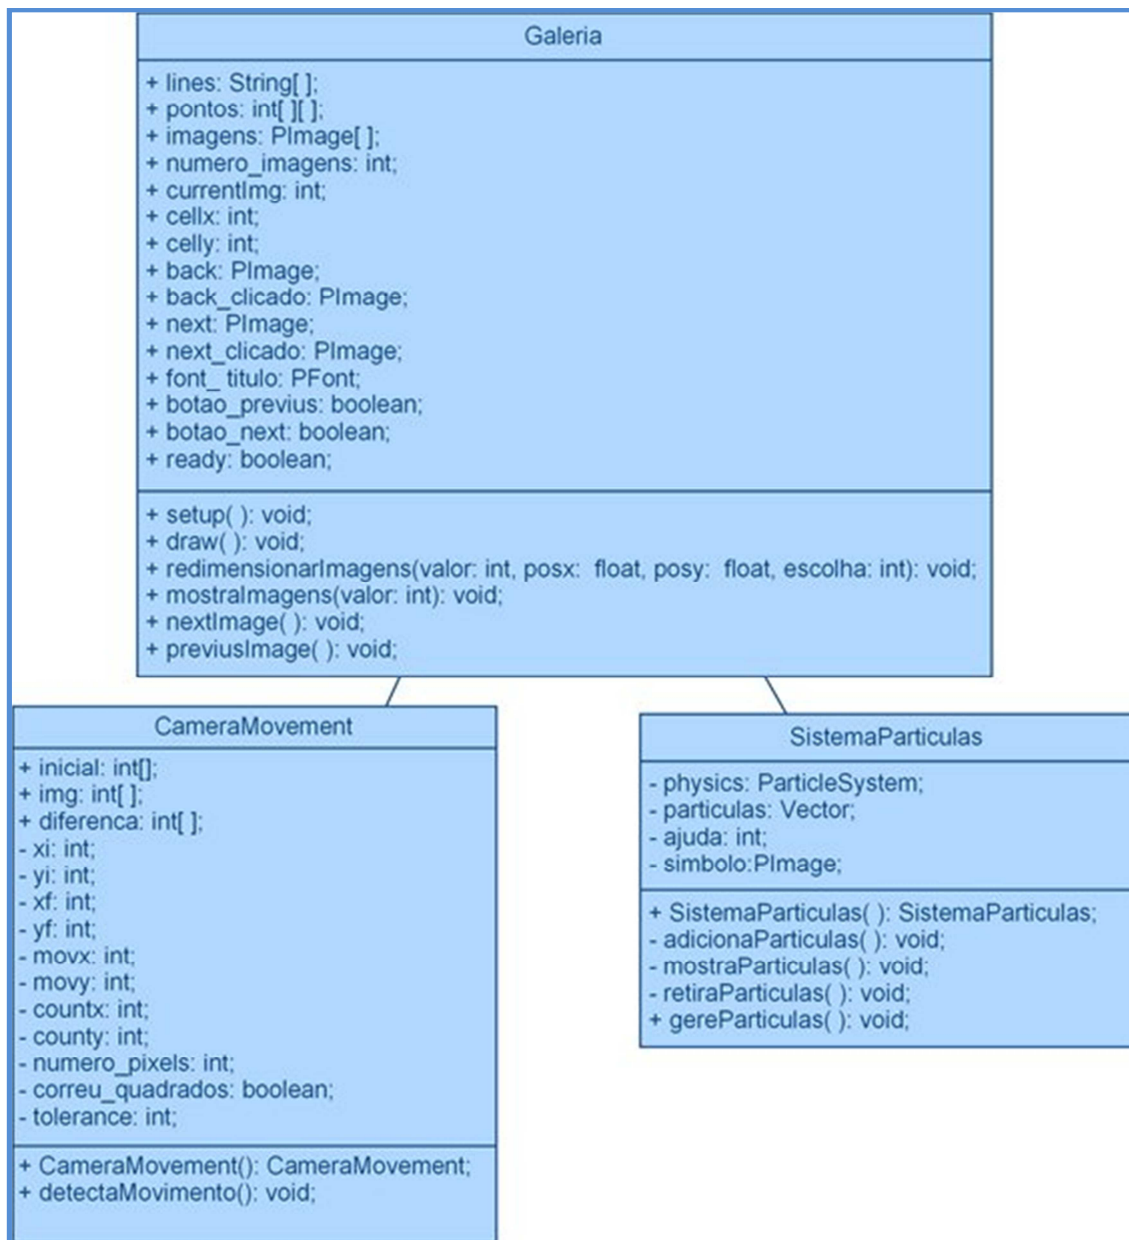 Galeria
+ lines: String[ ];
+ pontos: int[ ][ ];
+ imagens: PImage[ ];
+ numero_imagens: int;
+ currentImg: int;
+ cellx: int;
+ celly: int;
+ back: PImage;
+ back_clicado: PImage;
+ next: PImage;
+ next_clicado: PImage;
+ font_ titulo: PFont;
+ botao_previus: boolean;
+ botao_next: boolean;
+ ready: boolean;
+ setup( ): void;
+ draw( ): void;
+ redimensionarImagens(valor: int, posx: float, posy: float, escolha: int): void;
+ mostraImagens(valor: int): void;
+ nextImage( ): void;
+ previusImage( ): void;
CameraMovement
+ inicial: int[];
+ img: int[ ];
+ diferenca: int[ ];
- xi: int;
- yi: int;
- xf: int;
- yf: int;
- movx: int;
- movy: int;
- countx: int;
- county: int;
- numero_pixels: int;
- correu_quadrados: boolean;
- tolerance: int;
+ CameraMovement(): CameraMovement;
+ detectaMovimento(): void;
SistemaParticulas
- physics: ParticleSystem;
- particulas: Vector;
- ajuda: int;
- simbolo:PImage;
+ SistemaParticulas( ): SistemaParticulas;
- adicionaParticulas( ): void;
- mostraParticulas( ): void;
- retiraParticulas( ): void;
+ gereParticulas( ): void;